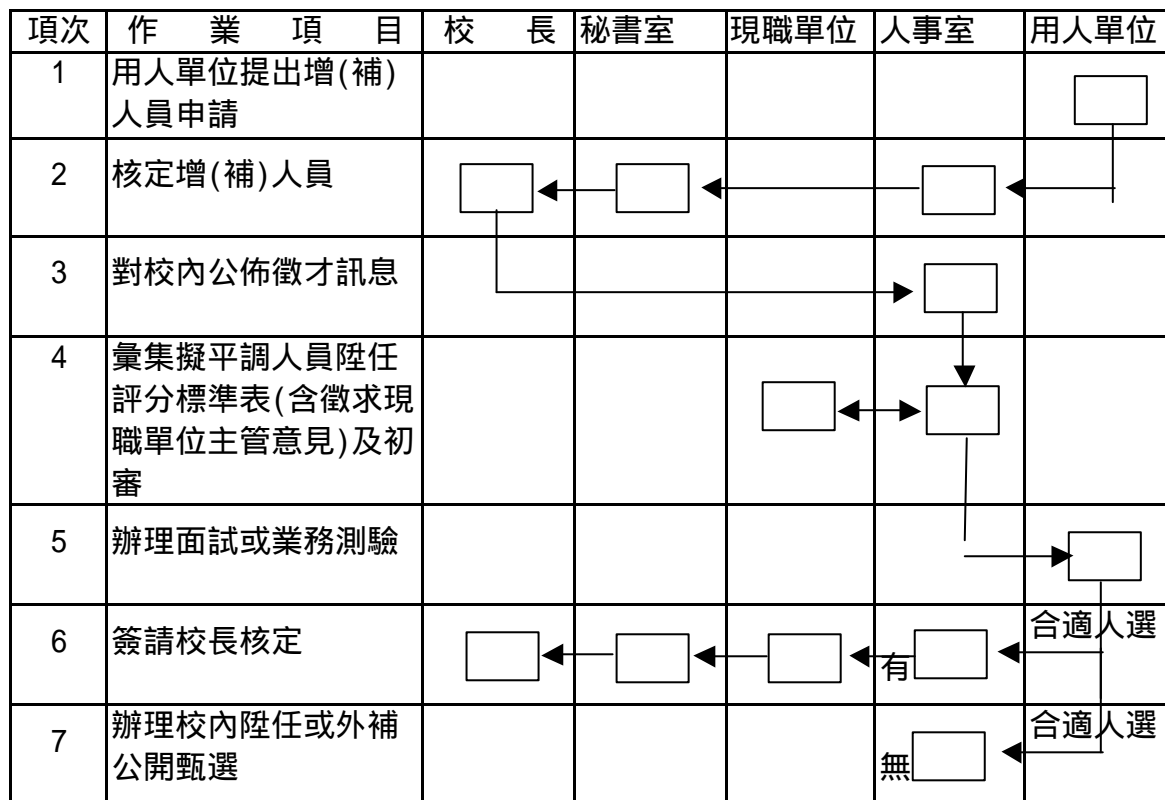 項次 作業項目 校長 秘書室 現職單位 人事室 用人單位
1 用人單位提出增(補)
人員申請
2 核定增(補)人員
3 對校內公佈徵才訊息
4 彙集擬平調人員陞任
評分標準表(含徵求現
職單位主管意見)及初
審
5 辦理面試或業務測驗
6 簽請校長核定 有 合適人選
7 辦理校內陞任或外補
公開甄選 無 合適人選